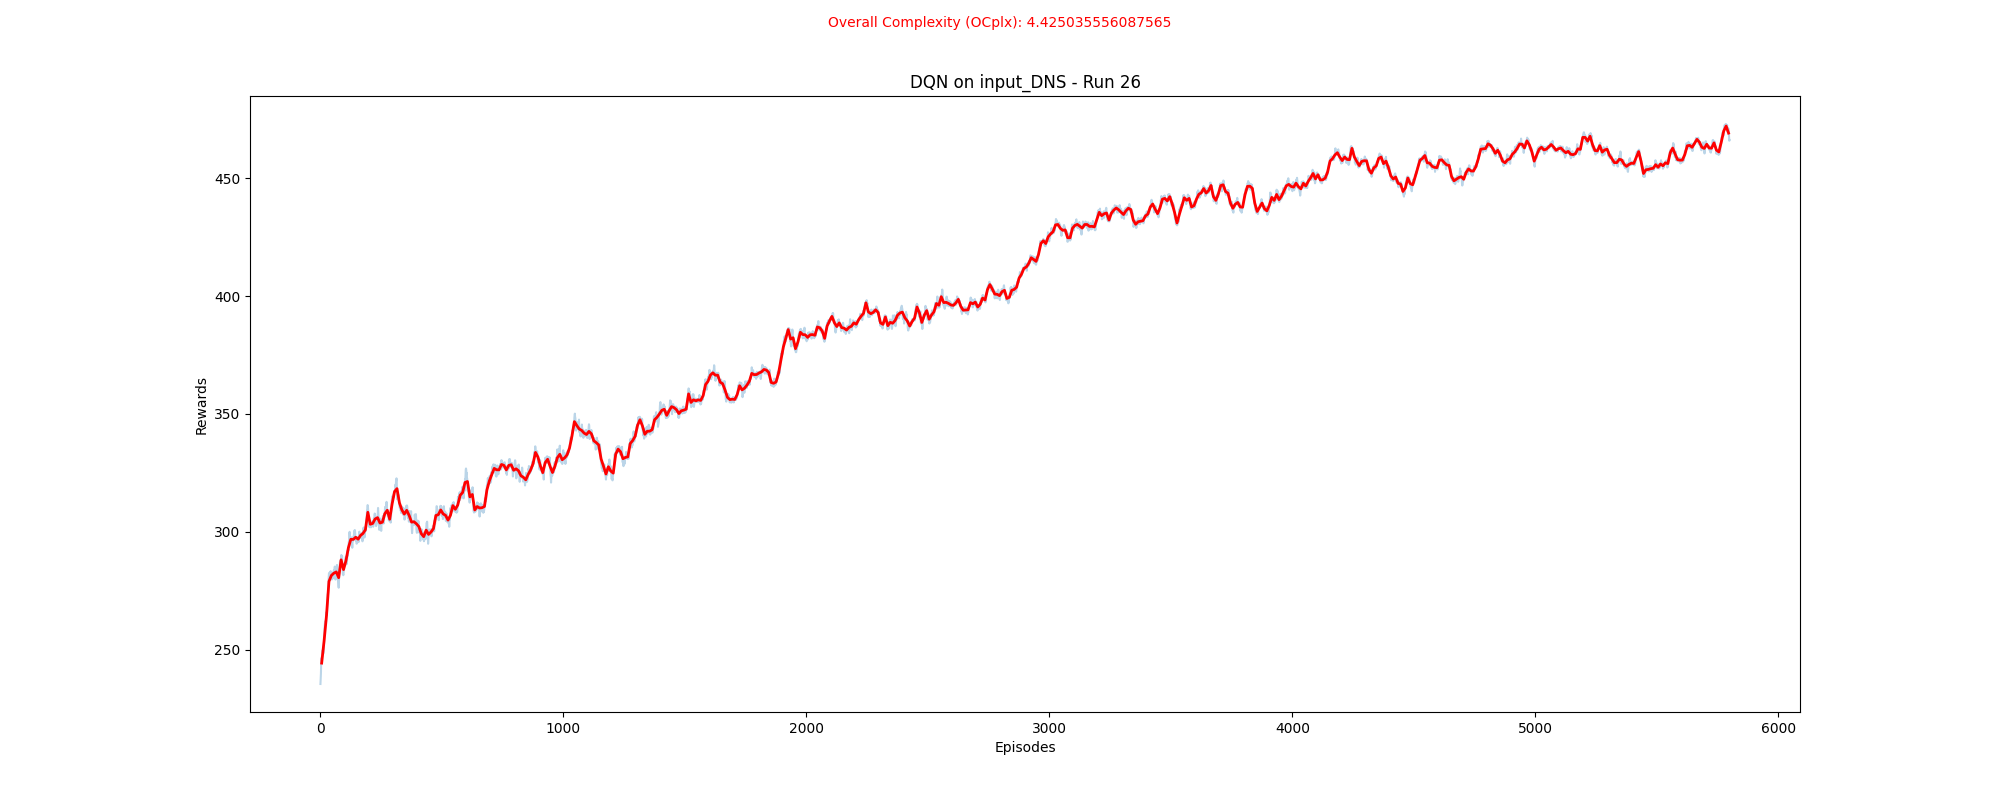 Overall Complexity (OCplx): 4.425035556087565
DQN on input_DNS - Run 26
450
400
350
300
250
Rewards
0 1000 2000 3000 4000 5000 6000
Episodes